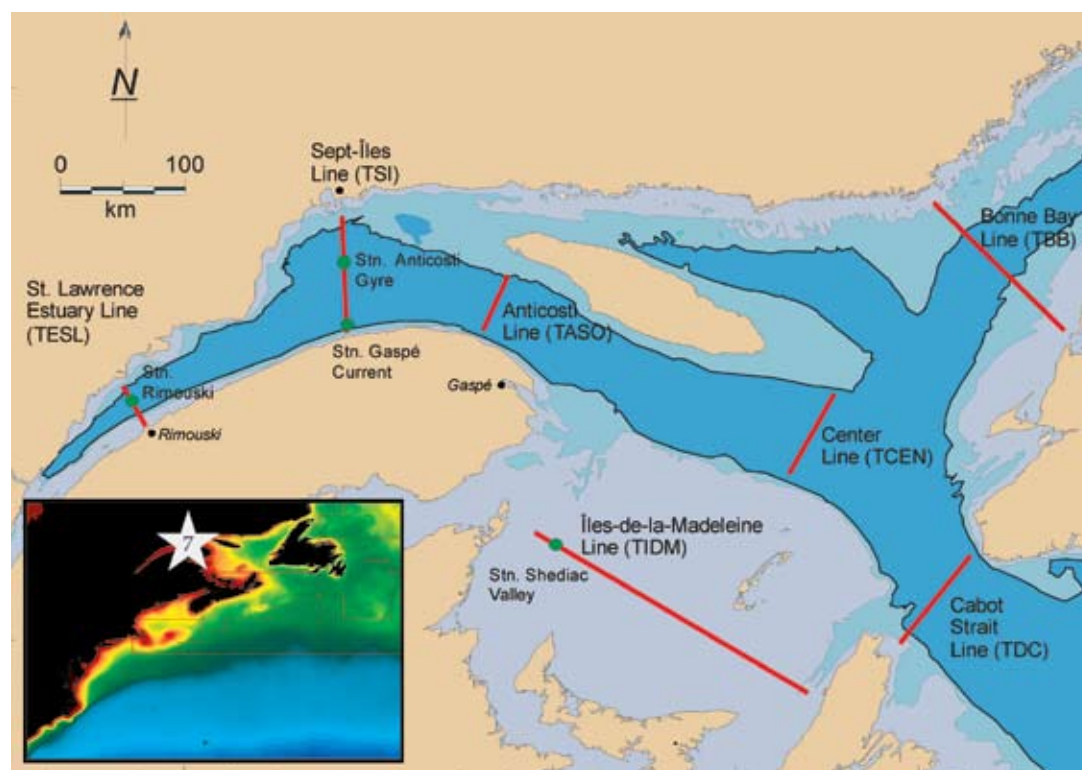 N
0
100
km
Sept-Îles
Line (TSI)
Bonne Bay
Line (TBB)
Stn. Anticosti
Gyre
St. Lawrence
Estuary Line
(TESL)
Anticosti
Line (TASO)
Stn. Gaspé
Current
Stn.
Rimouski
Gaspé
Rimouski
Center
Line (TCEN)
Îles-de-la-Madeleine
Line (TIDM)
Stn. Shediac
Valley
Cabot
Strait
Line (TDC)
7